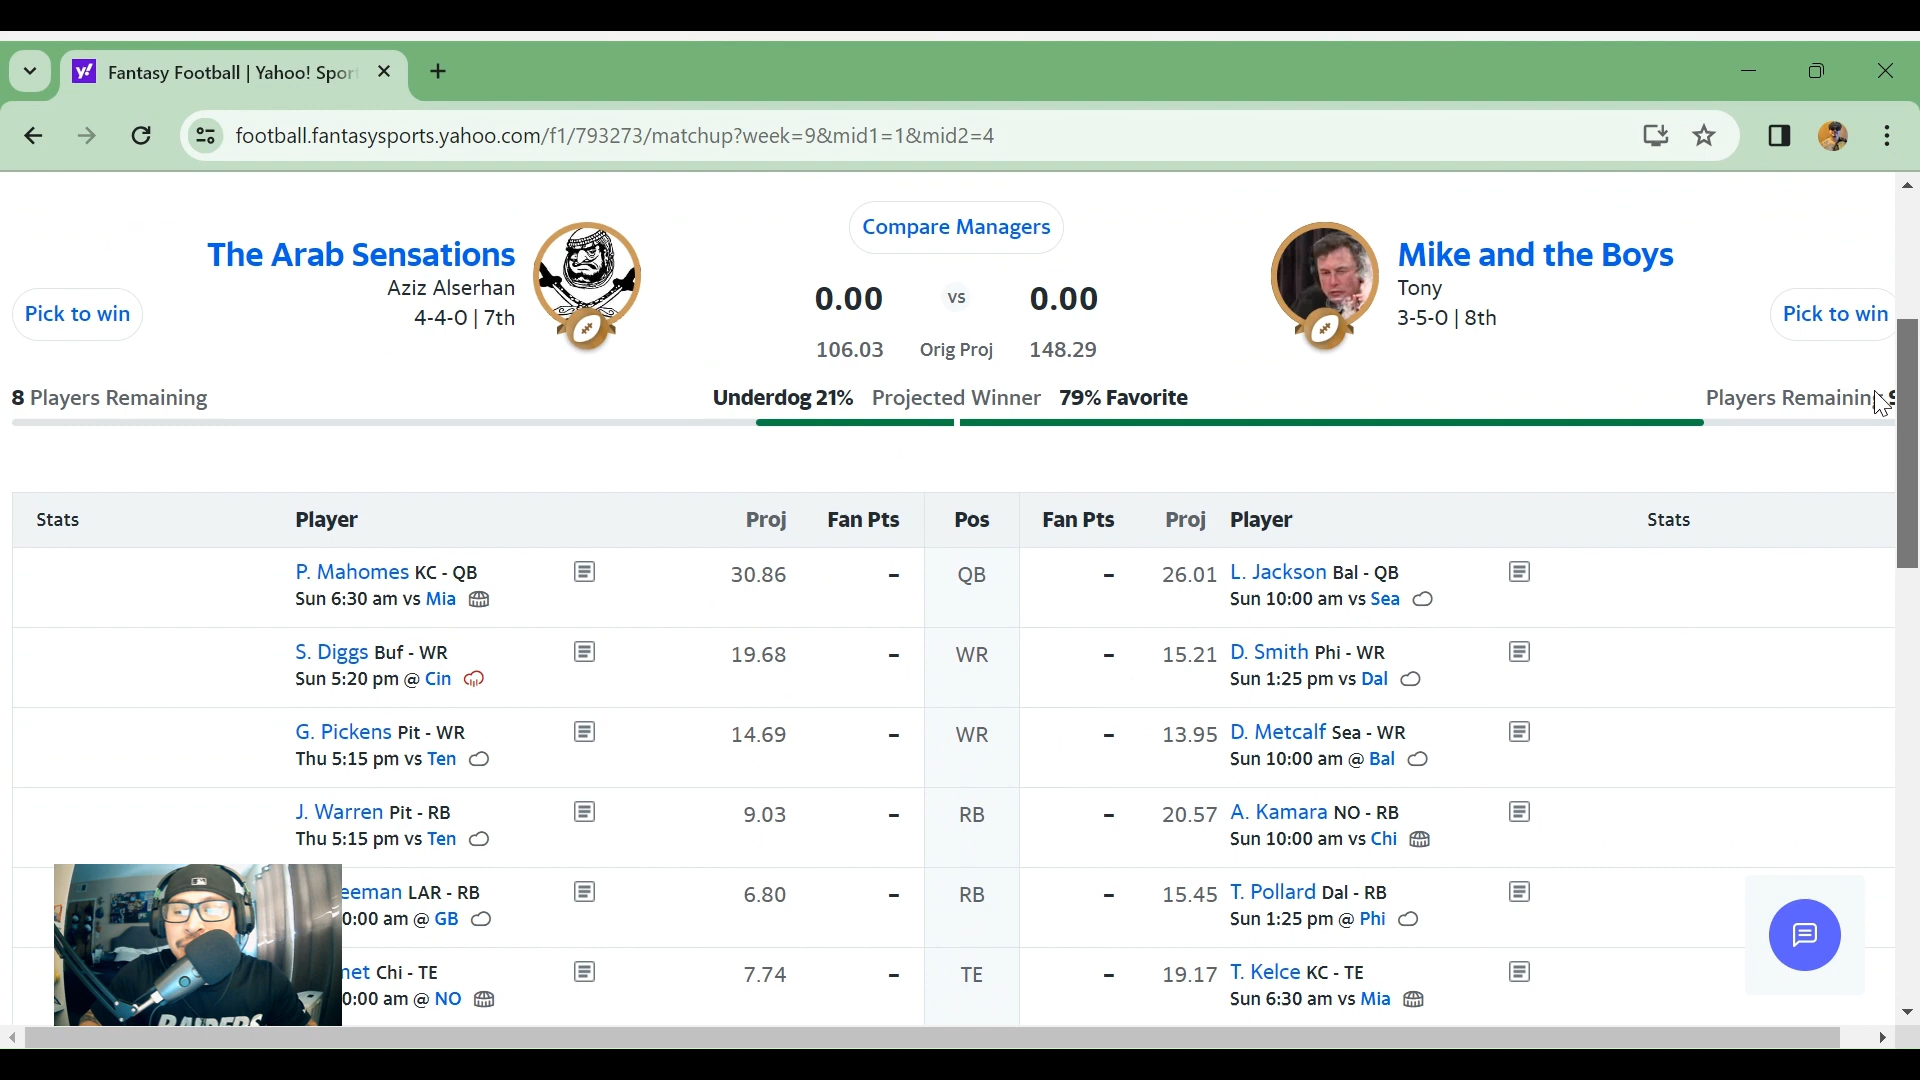 Fantasy Football | Yahoo! Spor
football.fantasysports.yahoo.com/f1/793273/matchup?week=9&mid1=1&mid2=4
The Arab Sensations
Aziz Alserhan
4-4-0 | 7th
Pick to win
Compare Managers
0.00 vs 0.00
106.03 Orig Proj 148.29
Mike and the Boys
Tony
3-5-0 | 8th
Pick to win
8 Players Remaining
Underdog 21% Projected Winner 79% Favorite
Players Remaining
Stats Player Proj Fan Pts Pos Fan Pts Proj Player Stats
P. Mahomes KC - QB 30.86 – QB – 26.01 L. Jackson Bal - QB
Sun 6:30 am vs Mia Sun 10:00 am vs Sea
S. Diggs Buf - WR 19.68 – WR – 15.21 D. Smith Phi - WR
Sun 5:20 pm @ Cin Sun 1:25 pm vs Dal
G. Pickens Pit - WR 14.69 – WR – 13.95 D. Metcalf Sea - WR
Thu 5:15 pm vs Ten Sun 10:00 am @ Bal
J. Warren Pit - RB 9.03 – RB – 20.57 A. Kamara NO - RB
Thu 5:15 pm vs Ten Sun 10:00 am vs Chi
eeman LAR - RB 6.80 – RB – 15.45 T. Pollard Dal - RB
0:00 am @ GB Sun 1:25 pm @ Phi
net Chi - TE 7.74 – TE – 19.17 T. Kelce KC - TE
0:00 am @ NO Sun 6:30 am vs Mia
RAIDERS